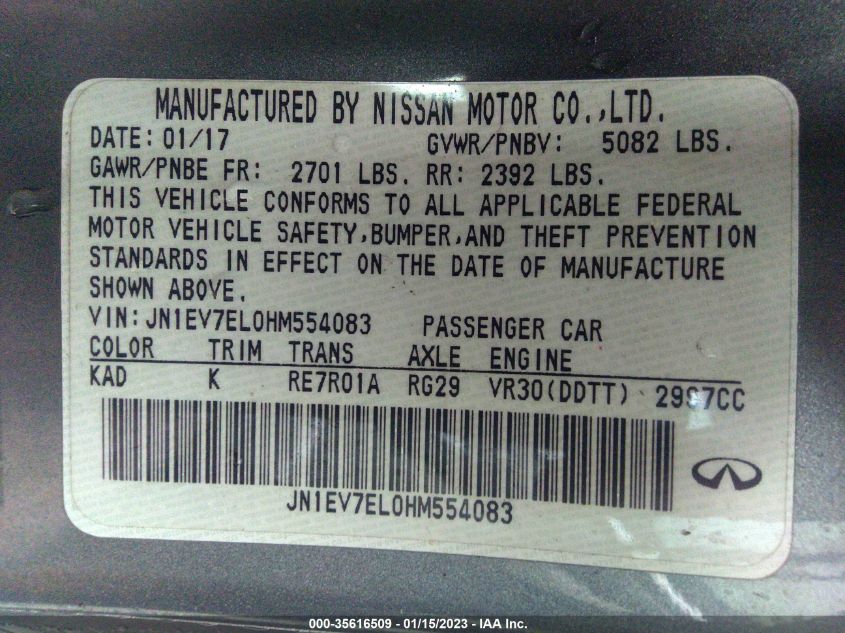 MANUFACTURED BY NISSAN MOTOR CO.,LTD.
DATE: 01/17 GVWR/PNBV: 5082 LBS.
GAWR/PNBE FR: 2701 LBS. RR: 2392 LBS.
THIS VEHICLE CONFORMS TO ALL APPLICABLE FEDERAL
MOTOR VEHICLE SAFETY,BUMPER,AND THEFT PREVENTION
STANDARDS IN EFFECT ON THE DATE OF MANUFACTURE
SHOWN ABOVE.
VIN: JN1EV7EL0HM554083 PASSENGER CAR
COLOR TRIM TRANS AXLE ENGINE
KAD K RE7R01A RG29 VR30(DDTT) 2997CC
JN1EV7EL0HM554083
000-35616509 - 01/15/2023 - IAA Inc.